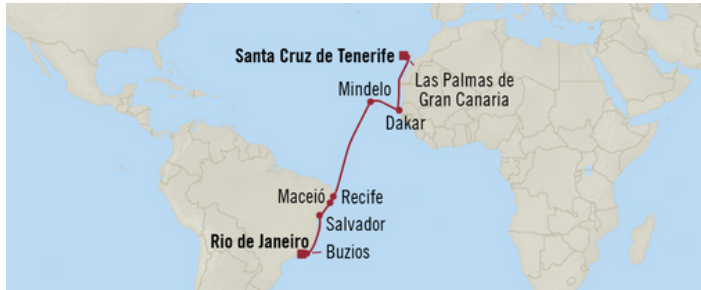 Santa Cruz de Tenerife
Las Palmas de
Gran Canaria
Mindelo
Dakar
Maceió
Recife
Salvador
Rio de Janeiro
Buzios